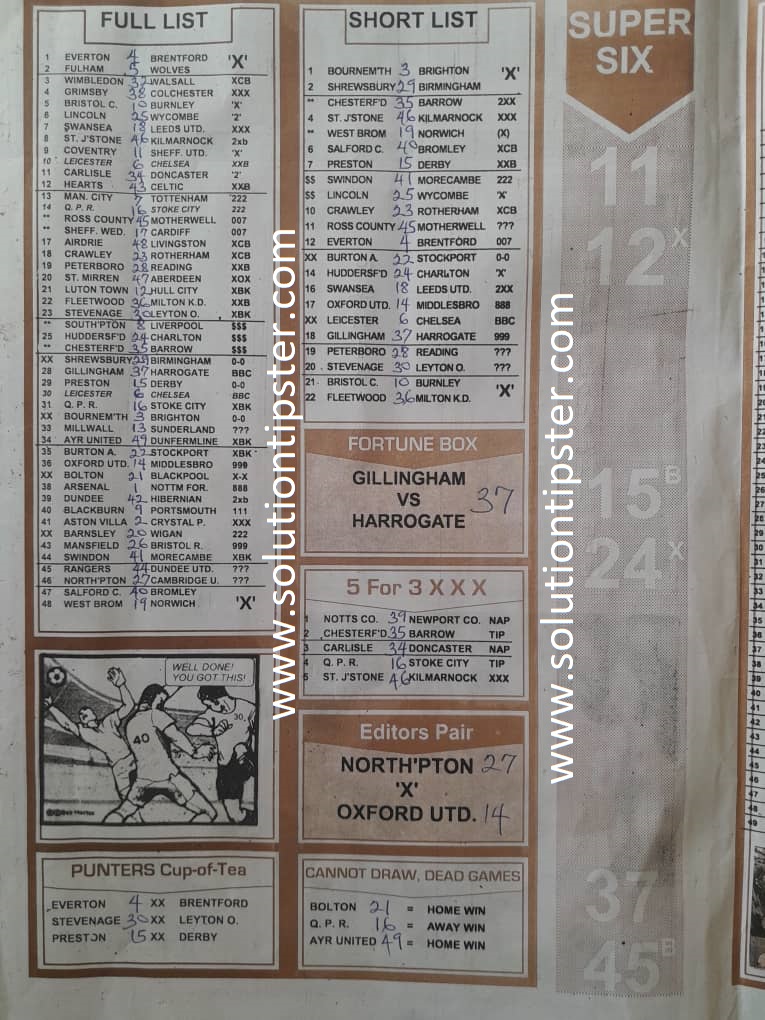 FULL LIST
1 EVERTON 4 BRENTFORD 'X'
2 FULHAM 5 WOLVES
3 WIMBLEDON 32 WALSALL XCB
4 GRIMSBY 38 COLCHESTER XXX
5 BRISTOL C. 10 BURNLEY 'X'
6 LINCOLN 25 WYCOMBE '2'
7 SWANSEA 18 LEEDS UTD. XXX
8 ST. J'STONE 46 KILMARNOCK 2xb
9 COVENTRY 11 SHEFF. UTD. 'X'
10 LEICESTER 6 CHELSEA XXB
11 CARLISLE 34 DONCASTER '2'
12 HEARTS 43 CELTIC XXB
13 MAN. CITY 7 TOTTENHAM 222
14 Q. P. R. 16 STOKE CITY 222
** ROSS COUNTY 45 MOTHERWELL 007
** SHEFF. WED. 17 CARDIFF 007
17 AIRDRIE 48 LIVINGSTON XCB
18 CRAWLEY 23 ROTHERHAM XCB
19 PETERBORO 28 READING XXB
20 ST. MIRREN 47 ABERDEEN XOX
21 LUTON TOWN 12 HULL CITY XBK
22 FLEETWOOD 36 MILTON K.D. XXB
23 STEVENAGE 30 LEYTON O. XBK
** SOUTH'PTON 8 LIVERPOOL $$$
25 HUDDERSF'D 24 CHARLTON $$$
** CHESTERF'D 35 BARROW $$$
XX SHREWSBURY 29 BIRMINGHAM 0-0
28 GILLINGHAM 37 HARROGATE BBC
29 PRESTON 15 DERBY 0-0
30 LEICESTER 6 CHELSEA BBC
31 Q. P. R. 16 STOKE CITY XBK
XX BOURNEM'TH 3 BRIGHTON 0-0
33 MILLWALL 13 SUNDERLAND ???
34 AYR UNITED 49 DUNFERMLINE XBK
35 BURTON A. 22 STOCKPORT XBK
36 OXFORD UTD. 14 MIDDLESBRO 999
XX BOLTON 21 BLACKPOOL X-X
38 ARSENAL 1 NOTTM FOR. 888
39 DUNDEE 42 HIBERNIAN 2xb
40 BLACKBURN 9 PORTSMOUTH 111
41 ASTON VILLA 2 CRYSTAL P. XXX
XX BARNSLEY 20 WIGAN 222
43 MANSFIELD 26 BRISTOL R. 999
44 SWINDON 41 MORECAMBE XBK
45 RANGERS 44 DUNDEE UTD. ???
46 NORTH'PTON 27 CAMBRIDGE U. ???
47 SALFORD C. 40 BROMLEY
48 WEST BROM 19 NORWICH 'X'
WELL DONE!
YOU GOT THIS!
40
30.
PUNTERS Cup-of-Tea
EVERTON 4 XX BRENTFORD
STEVENAGE 30 XX LEYTON O.
PRESTON 15 XX DERBY
SHORT LIST
1 BOURNEM'TH 3 BRIGHTON 'X'
2 SHREWSBURY 29 BIRMINGHAM
** CHESTERF'D 35 BARROW 2XX
4 ST. J'STONE 46 KILMARNOCK XXX
** WEST BROM 19 NORWICH (X)
6 SALFORD C. 40 BROMLEY XCB
7 PRESTON 15 DERBY XXB
$$ SWINDON 41 MORECAMBE 222
$$ LINCOLN 25 WYCOMBE 'X'
10 CRAWLEY 23 ROTHERHAM XCB
11 ROSS COUNTY 45 MOTHERWELL ???
12 EVERTON 4 BRENTFORD 007
XX BURTON A. 22 STOCKPORT 0-0
14 HUDDERSF'D 24 CHARLTON 'X'
16 SWANSEA 18 LEEDS UTD. 2XX
17 OXFORD UTD. 14 MIDDLESBRO 888
XX LEICESTER 6 CHELSEA BBC
18 GILLINGHAM 37 HARROGATE 999
19 PETERBORO 28 READING ???
20 STEVENAGE 30 LEYTON O. ???
21 BRISTOL C. 10 BURNLEY 'X'
22 FLEETWOOD 36 MILTON K.D.
FORTUNE BOX
GILLINGHAM
VS 37
HARROGATE
5 For 3 X X X
1 NOTTS CO. 39 NEWPORT CO. NAP
2 CHESTERF'D 35 BARROW TIP
3 CARLISLE 34 DONCASTER NAP
4 Q. P. R. 16 STOKE CITY TIP
5 ST. J'STONE 46 KILMARNOCK XXX
Editors Pair
NORTH'PTON 27
'X'
OXFORD UTD. 14
CANNOT DRAW, DEAD GAMES
BOLTON 21 = HOME WIN
Q. P. R. 16 = AWAY WIN
AYR UNITED 49 = HOME WIN
SUPER
SIX
11
12 X
15 B
24 X
37
45 B
www.solutiontipster.com
www.solutiontipster.com